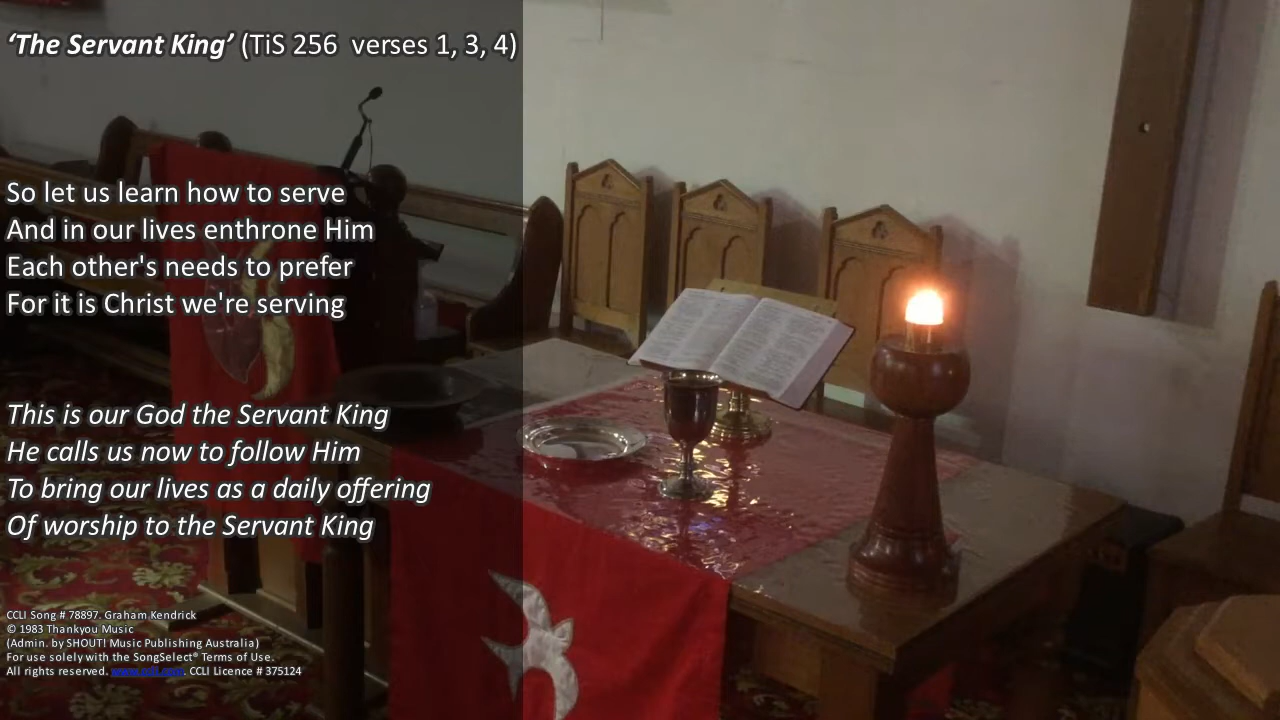 ‘The Servant King’ (TiS 256 verses 1, 3, 4)
So let us learn how to serve
And in our lives enthrone Him
Each other's needs to prefer
For it is Christ we're serving
This is our God the Servant King
He calls us now to follow Him
To bring our lives as a daily offering
Of worship to the Servant King
CCLI Song # 78897. Graham Kendrick
© 1983 Thankyou Music
(Admin. by SHOUT! Music Publishing Australia)
For use solely with the SongSelect® Terms of Use.
All rights reserved. www.ccli.com. CCLI Licence # 375124